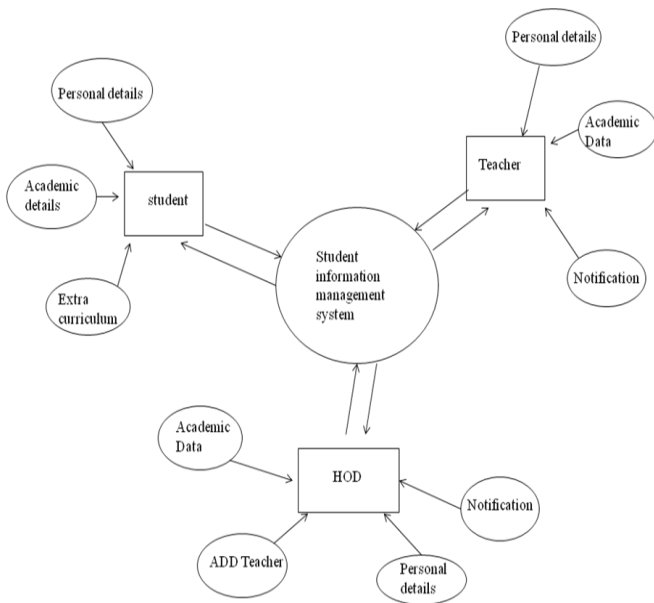 Personal details
Personal details
Academic
Data
Teacher
Academic
details
student
Student
information
management
system
Extra
curriculum
Notification
Academic
Data
HOD
Notification
ADD Teacher
Personal
details